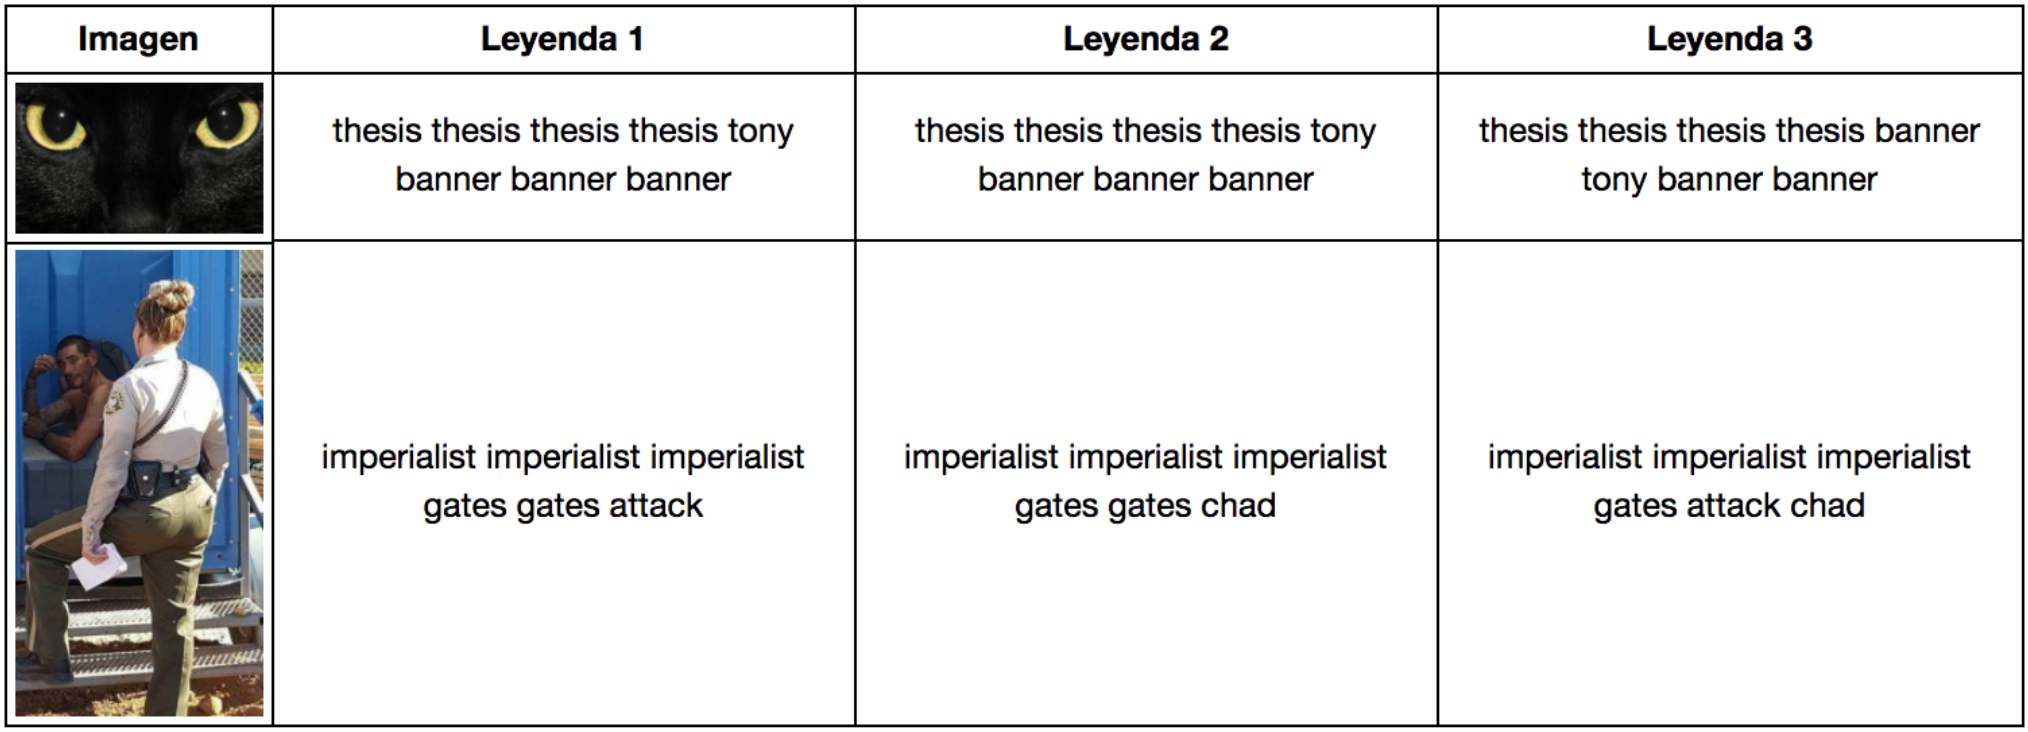 Imagen Leyenda 1 Leyenda 2 Leyenda 3
thesis thesis thesis thesis tony
banner banner banner
thesis thesis thesis thesis tony
banner banner banner
thesis thesis thesis thesis banner
tony banner banner
imperialist imperialist imperialist
gates gates attack
imperialist imperialist imperialist
gates gates chad
imperialist imperialist imperialist
gates attack chad